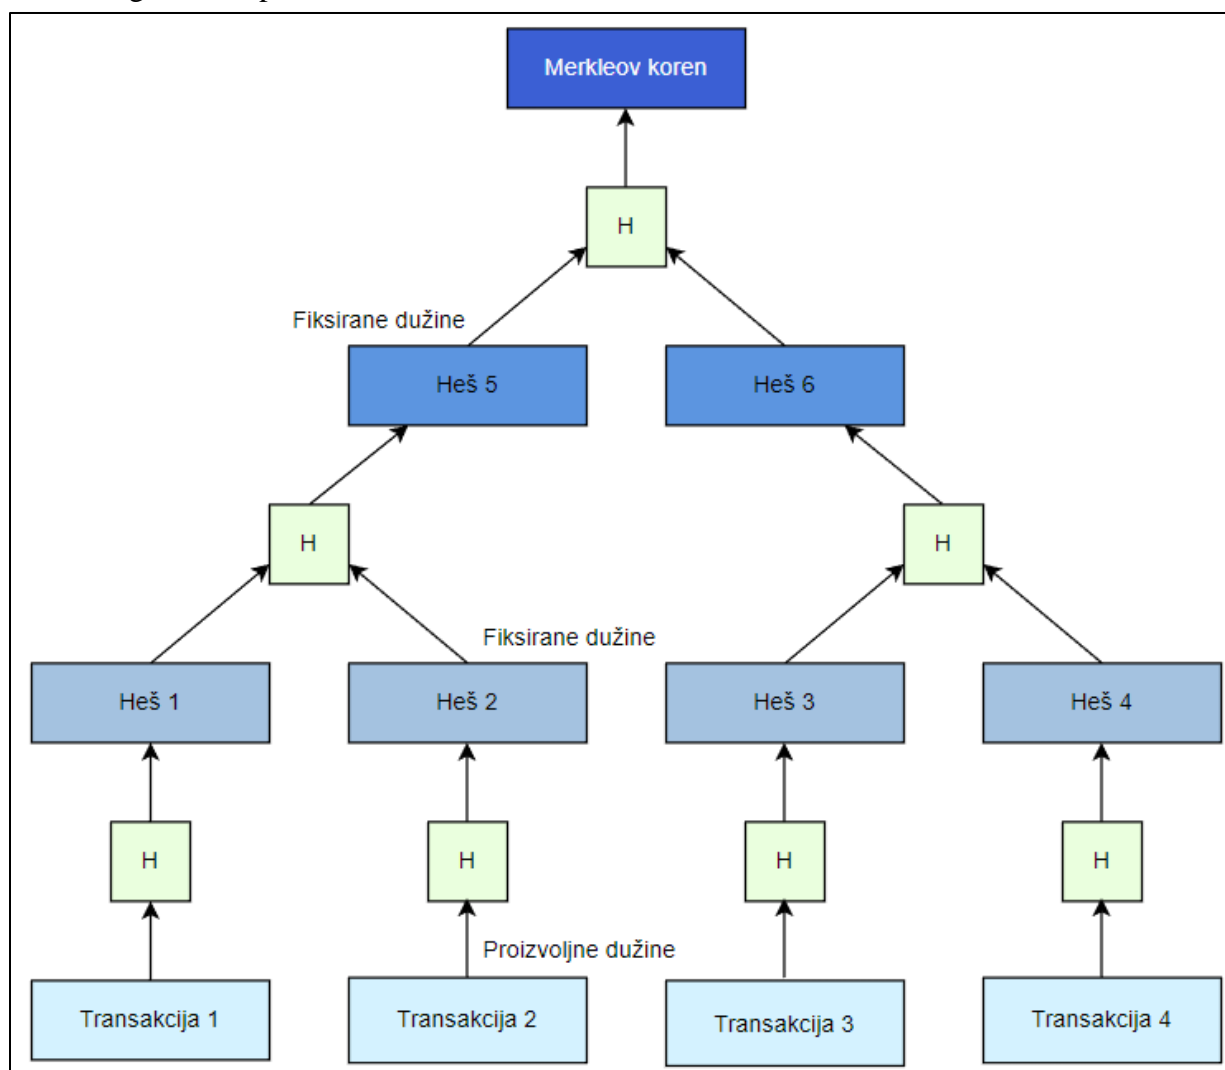 Merkleov koren
H
Fiksirane dužine
Heš 5
Heš 6
H
H
Fiksirane dužine
Heš 1
Heš 2
Heš 3
Heš 4
H
H
H
H
Proizvoljne dužine
Transakcija 1
Transakcija 2
Transakcija 3
Transakcija 4